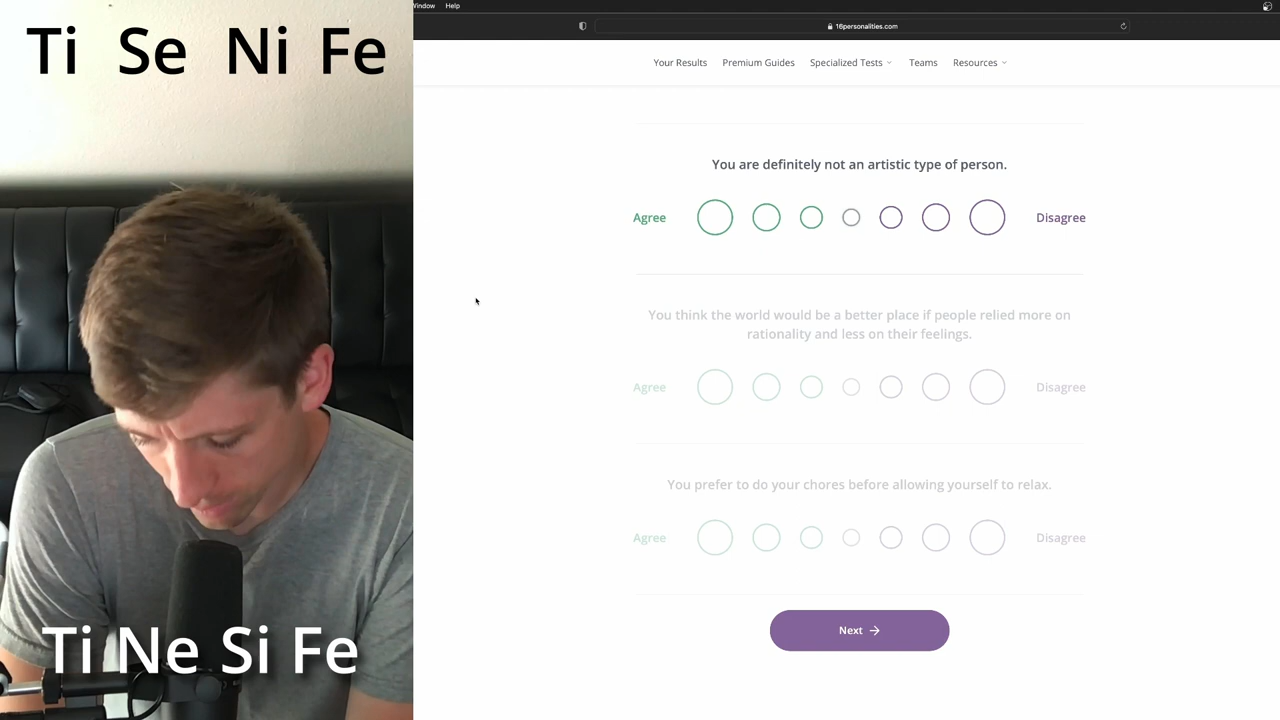 Ti Se Ni Fe
Ti Ne Si Fe
Window Help
16personalities.com
Your Results Premium Guides Specialized Tests Teams Resources
You are definitely not an artistic type of person.
Agree Disagree
You think the world would be a better place if people relied more on
rationality and less on their feelings.
Agree Disagree
You prefer to do your chores before allowing yourself to relax.
Agree Disagree
Next